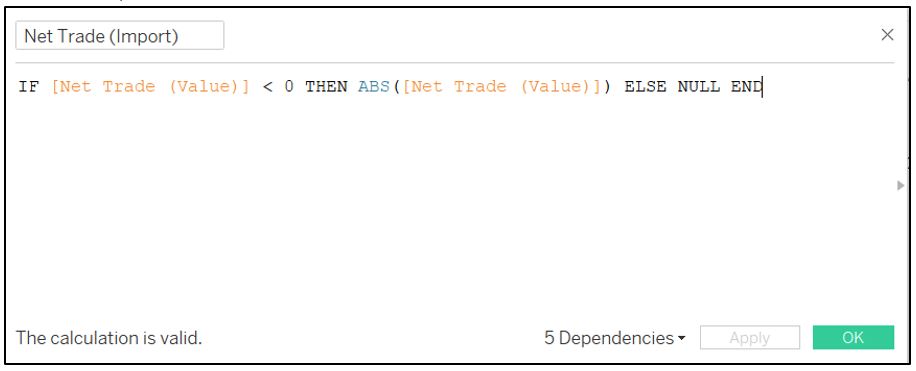 Net Trade (Import)
IF [Net Trade (Value)] < 0 THEN ABS([Net Trade (Value)]) ELSE NULL END
The calculation is valid.
5 Dependencies
Apply
OK